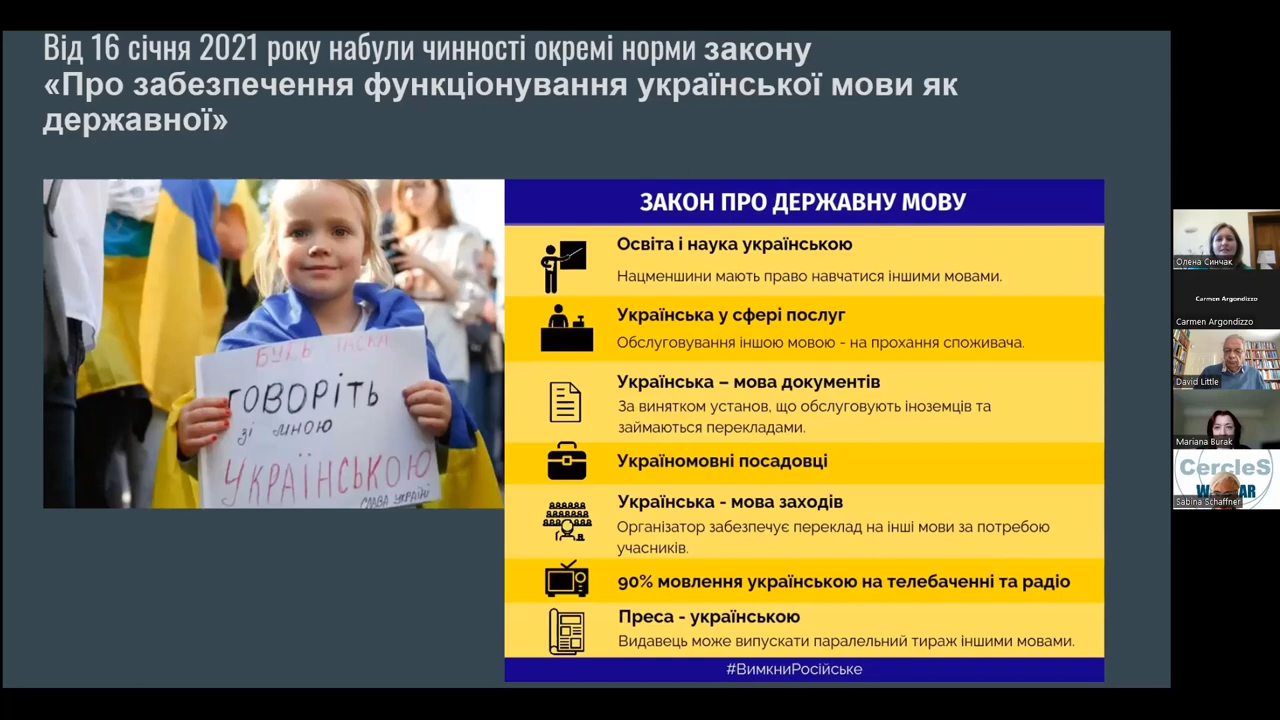 Від 16 січня 2021 року набули чинності окремі норми закону
«Про забезпечення функціонування української мови як
державної»
БУДЬ ЛАСКА
ГОВОРІТЬ
ЗІ МНОЮ
УКРАЇНСЬКОЮ
СЛАВА УКРАЇНІ
ЗАКОН ПРО ДЕРЖАВНУ МОВУ
Освіта і наука українською
Нацменшини мають право навчатися іншими мовами.
Українська у сфері послуг
Обслуговування іншою мовою - на прохання споживача.
Українська – мова документів
За винятком установ, що обслуговують іноземців та
займаються перекладами.
Україномовні посадовці
Українська - мова заходів
Організатор забезпечує переклад на інші мови за потребою
учасників.
90% мовлення українською на телебаченні та радіо
Преса - українською
Видавець може випускати паралельний тираж іншими мовами.
#ВимкниРосійське
Олена Синчак
Carmen Argondizzo
Carmen Argondizzo
David Little
Mariana Burak
CercleS
Sabina Schaffner